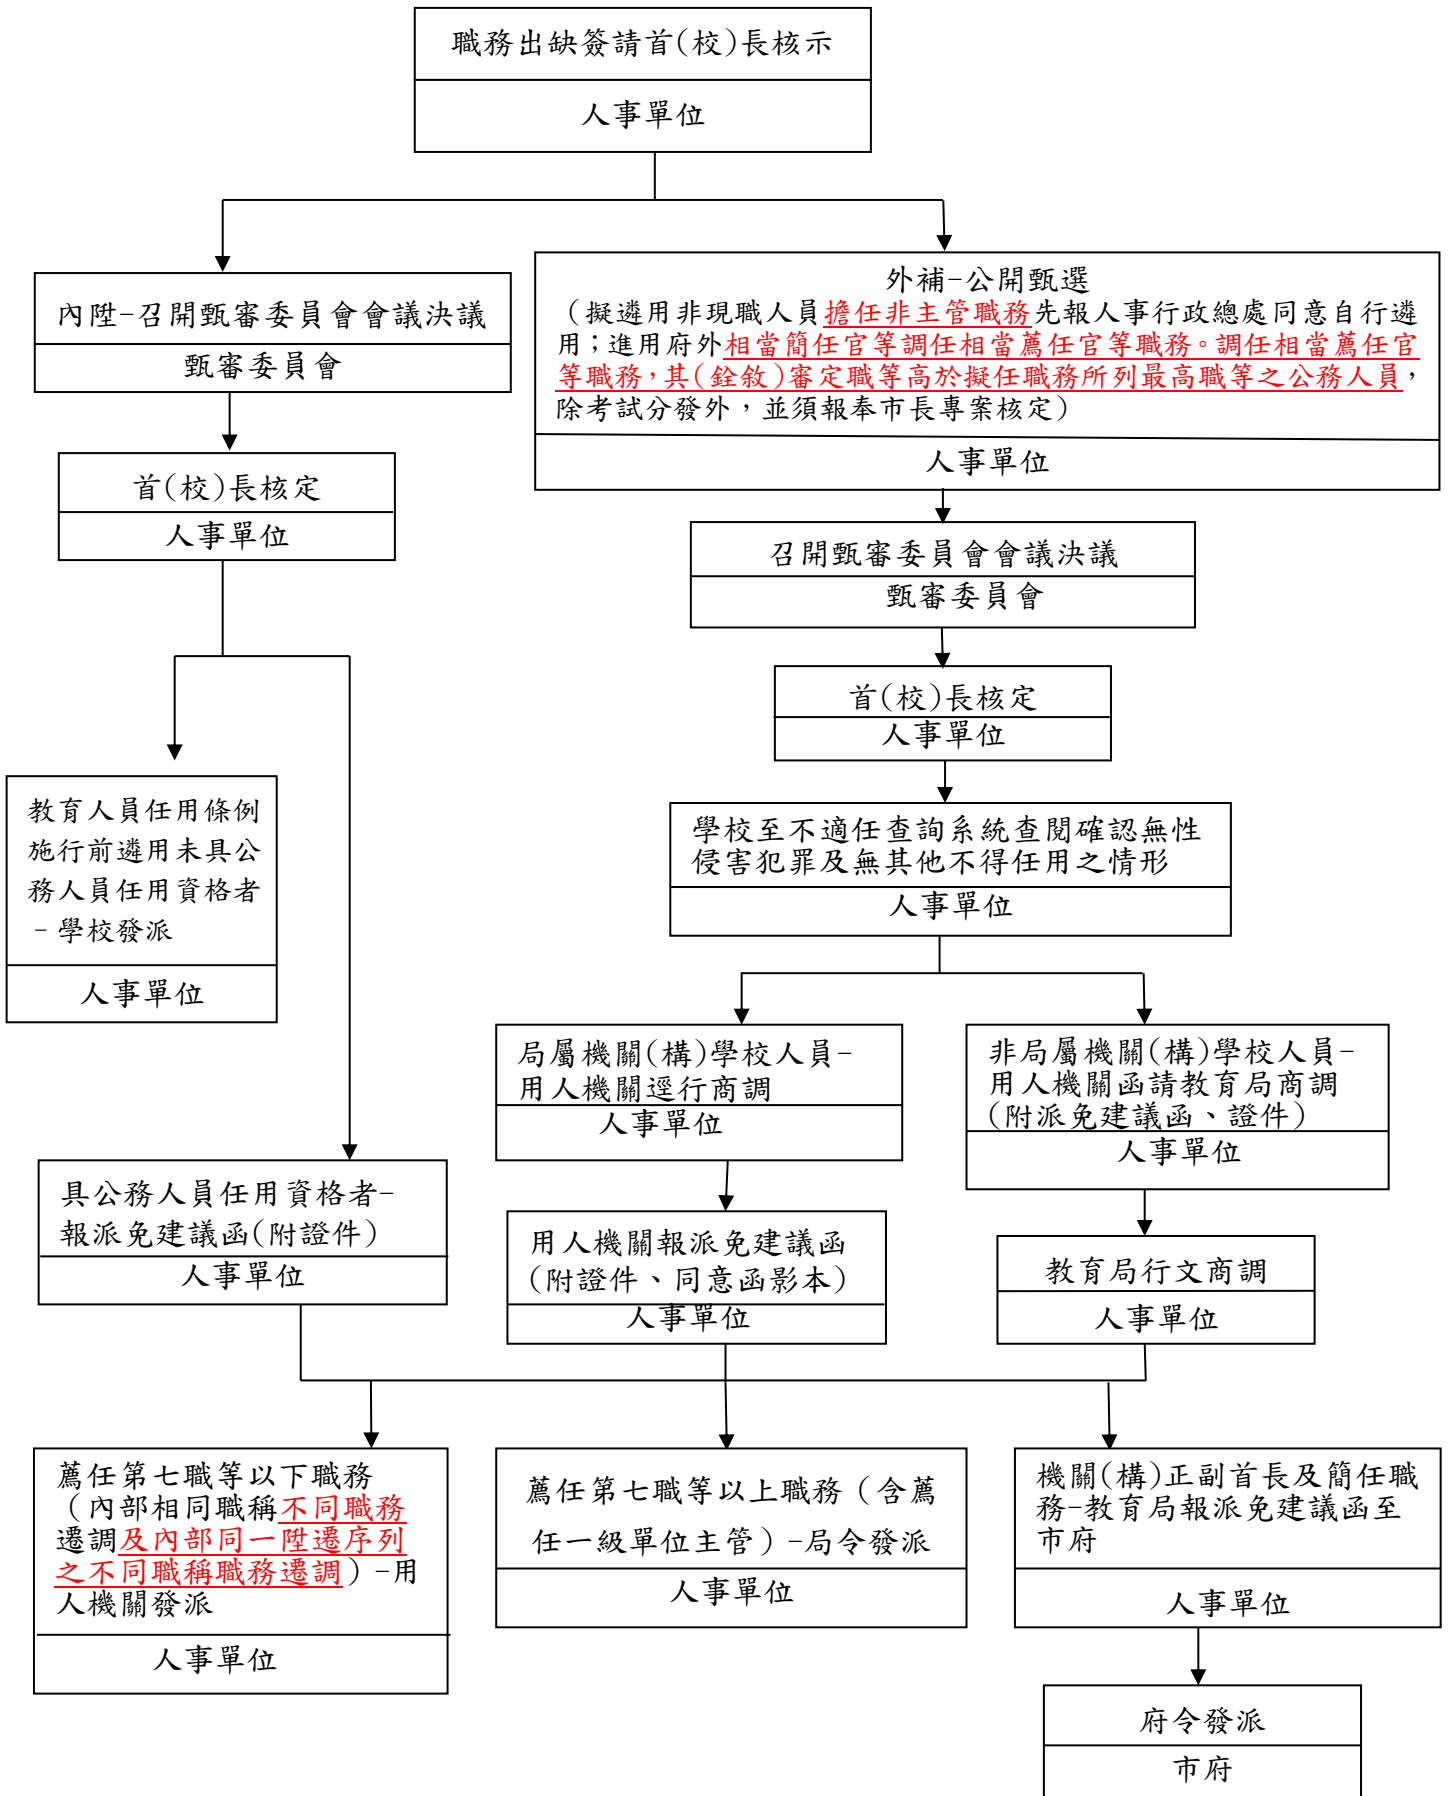 職務出缺簽請首(校)長核示
人事單位
內陞-召開甄審委員會會議決議
甄審委員會
外補-公開甄選
（擬遴用非現職人員擔任非主管職務先報人事行政總處同意自行遴
用；進用府外相當簡任官等調任相當薦任官等職務。調任相當薦任官
等職務，其(銓敘)審定職等高於擬任職務所列最高職等之公務人員，
除考試分發外，並須報奉市長專案核定）
人事單位
首(校)長核定
人事單位
召開甄審委員會會議決議
甄審委員會
首(校)長核定
人事單位
教育人員任用條例
施行前遴用未具公
務人員任用資格者
-學校發派
人事單位
學校至不適任查詢系統查閱確認無性
侵害犯罪及無其他不得任用之情形
人事單位
局屬機關(構)學校人員-
用人機關逕行商調
人事單位
非局屬機關(構)學校人員-
用人機關函請教育局商調
(附派免建議函、證件)
人事單位
具公務人員任用資格者-
報派免建議函(附證件)
人事單位
用人機關報派免建議函
(附證件、同意函影本)
人事單位
教育局行文商調
人事單位
薦任第七職等以下職務
（內部相同職稱不同職務
遷調及內部同一陞遷序列
之不同職稱職務遷調）-用
人機關發派
人事單位
薦任第七職等以上職務（含薦
任一級單位主管）-局令發派
人事單位
機關(構)正副首長及簡任職
務-教育局報派免建議函至
市府
人事單位
府令發派
市府